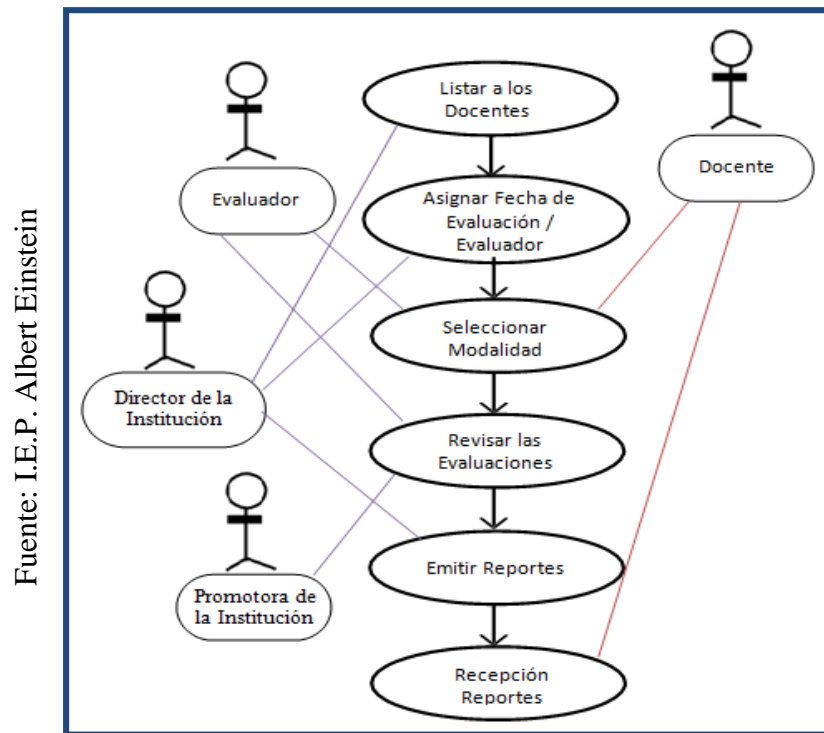 Fuente: I.E.P. Albert Einstein
Listar a los
Docentes
Evaluador
Docente
Asignar Fecha de
Evaluación /
Evaluador
Seleccionar
Modalidad
Director de la
Institución
Revisar las
Evaluaciones
Promotora de
la Institución
Emitir Reportes
Recepción
Reportes